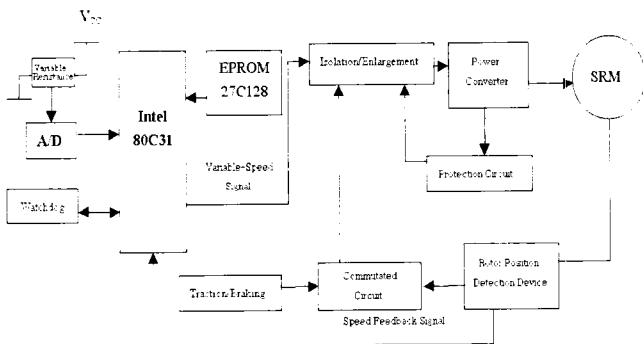 Vcc
Variable
Resistance
A/D
Intel
80C31
EPROM
27C128
Isolation/Enlargement
Power
Converter
SRM
Variable-Speed
Signal
Protection Circuit
Watchdog
Traction/Braking
Commutated
Circuit
Rotor Position
Detection Device
Speed Feedback Signal